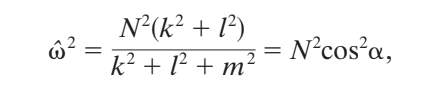 ω̂² = N²(k² + l²) / (k² + l² + m²) = N²cos²α,